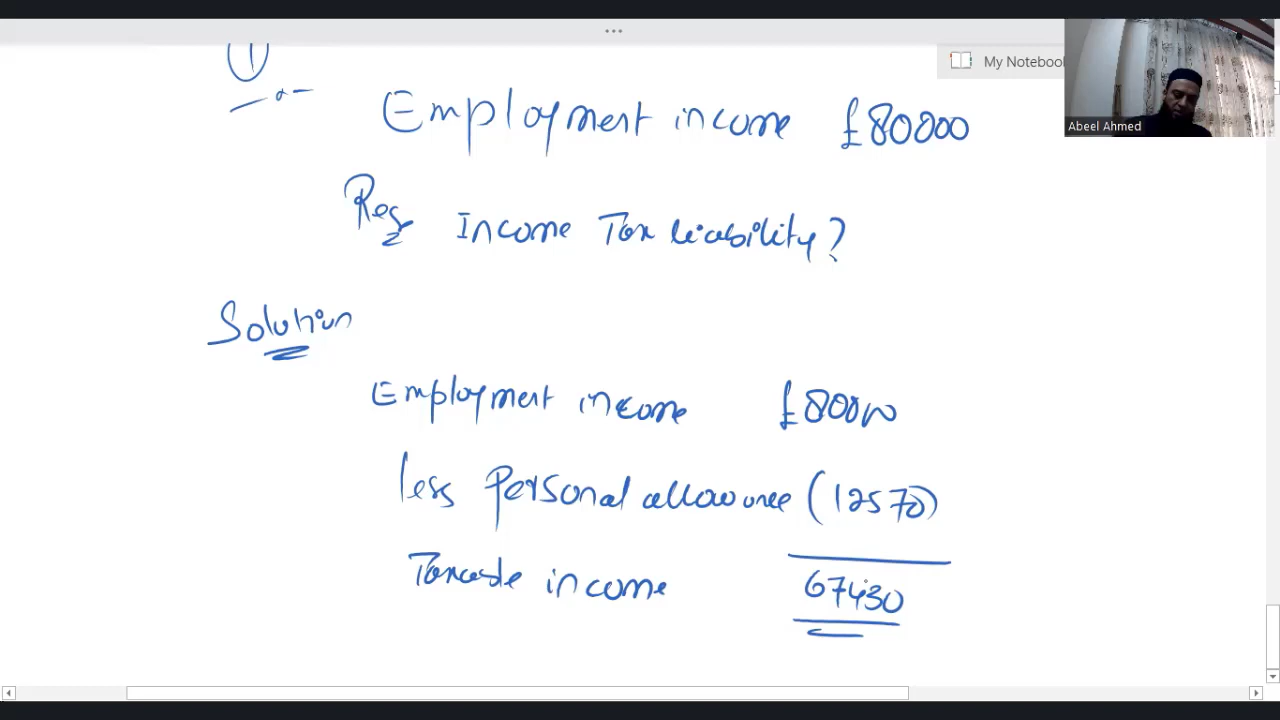 ①
My Notebook
Abeel Ahmed
Employment income £80000
Req Income Tax liability?
Solution
Employment income £80000
less Personal allowance (12570)
Taxable income 67430